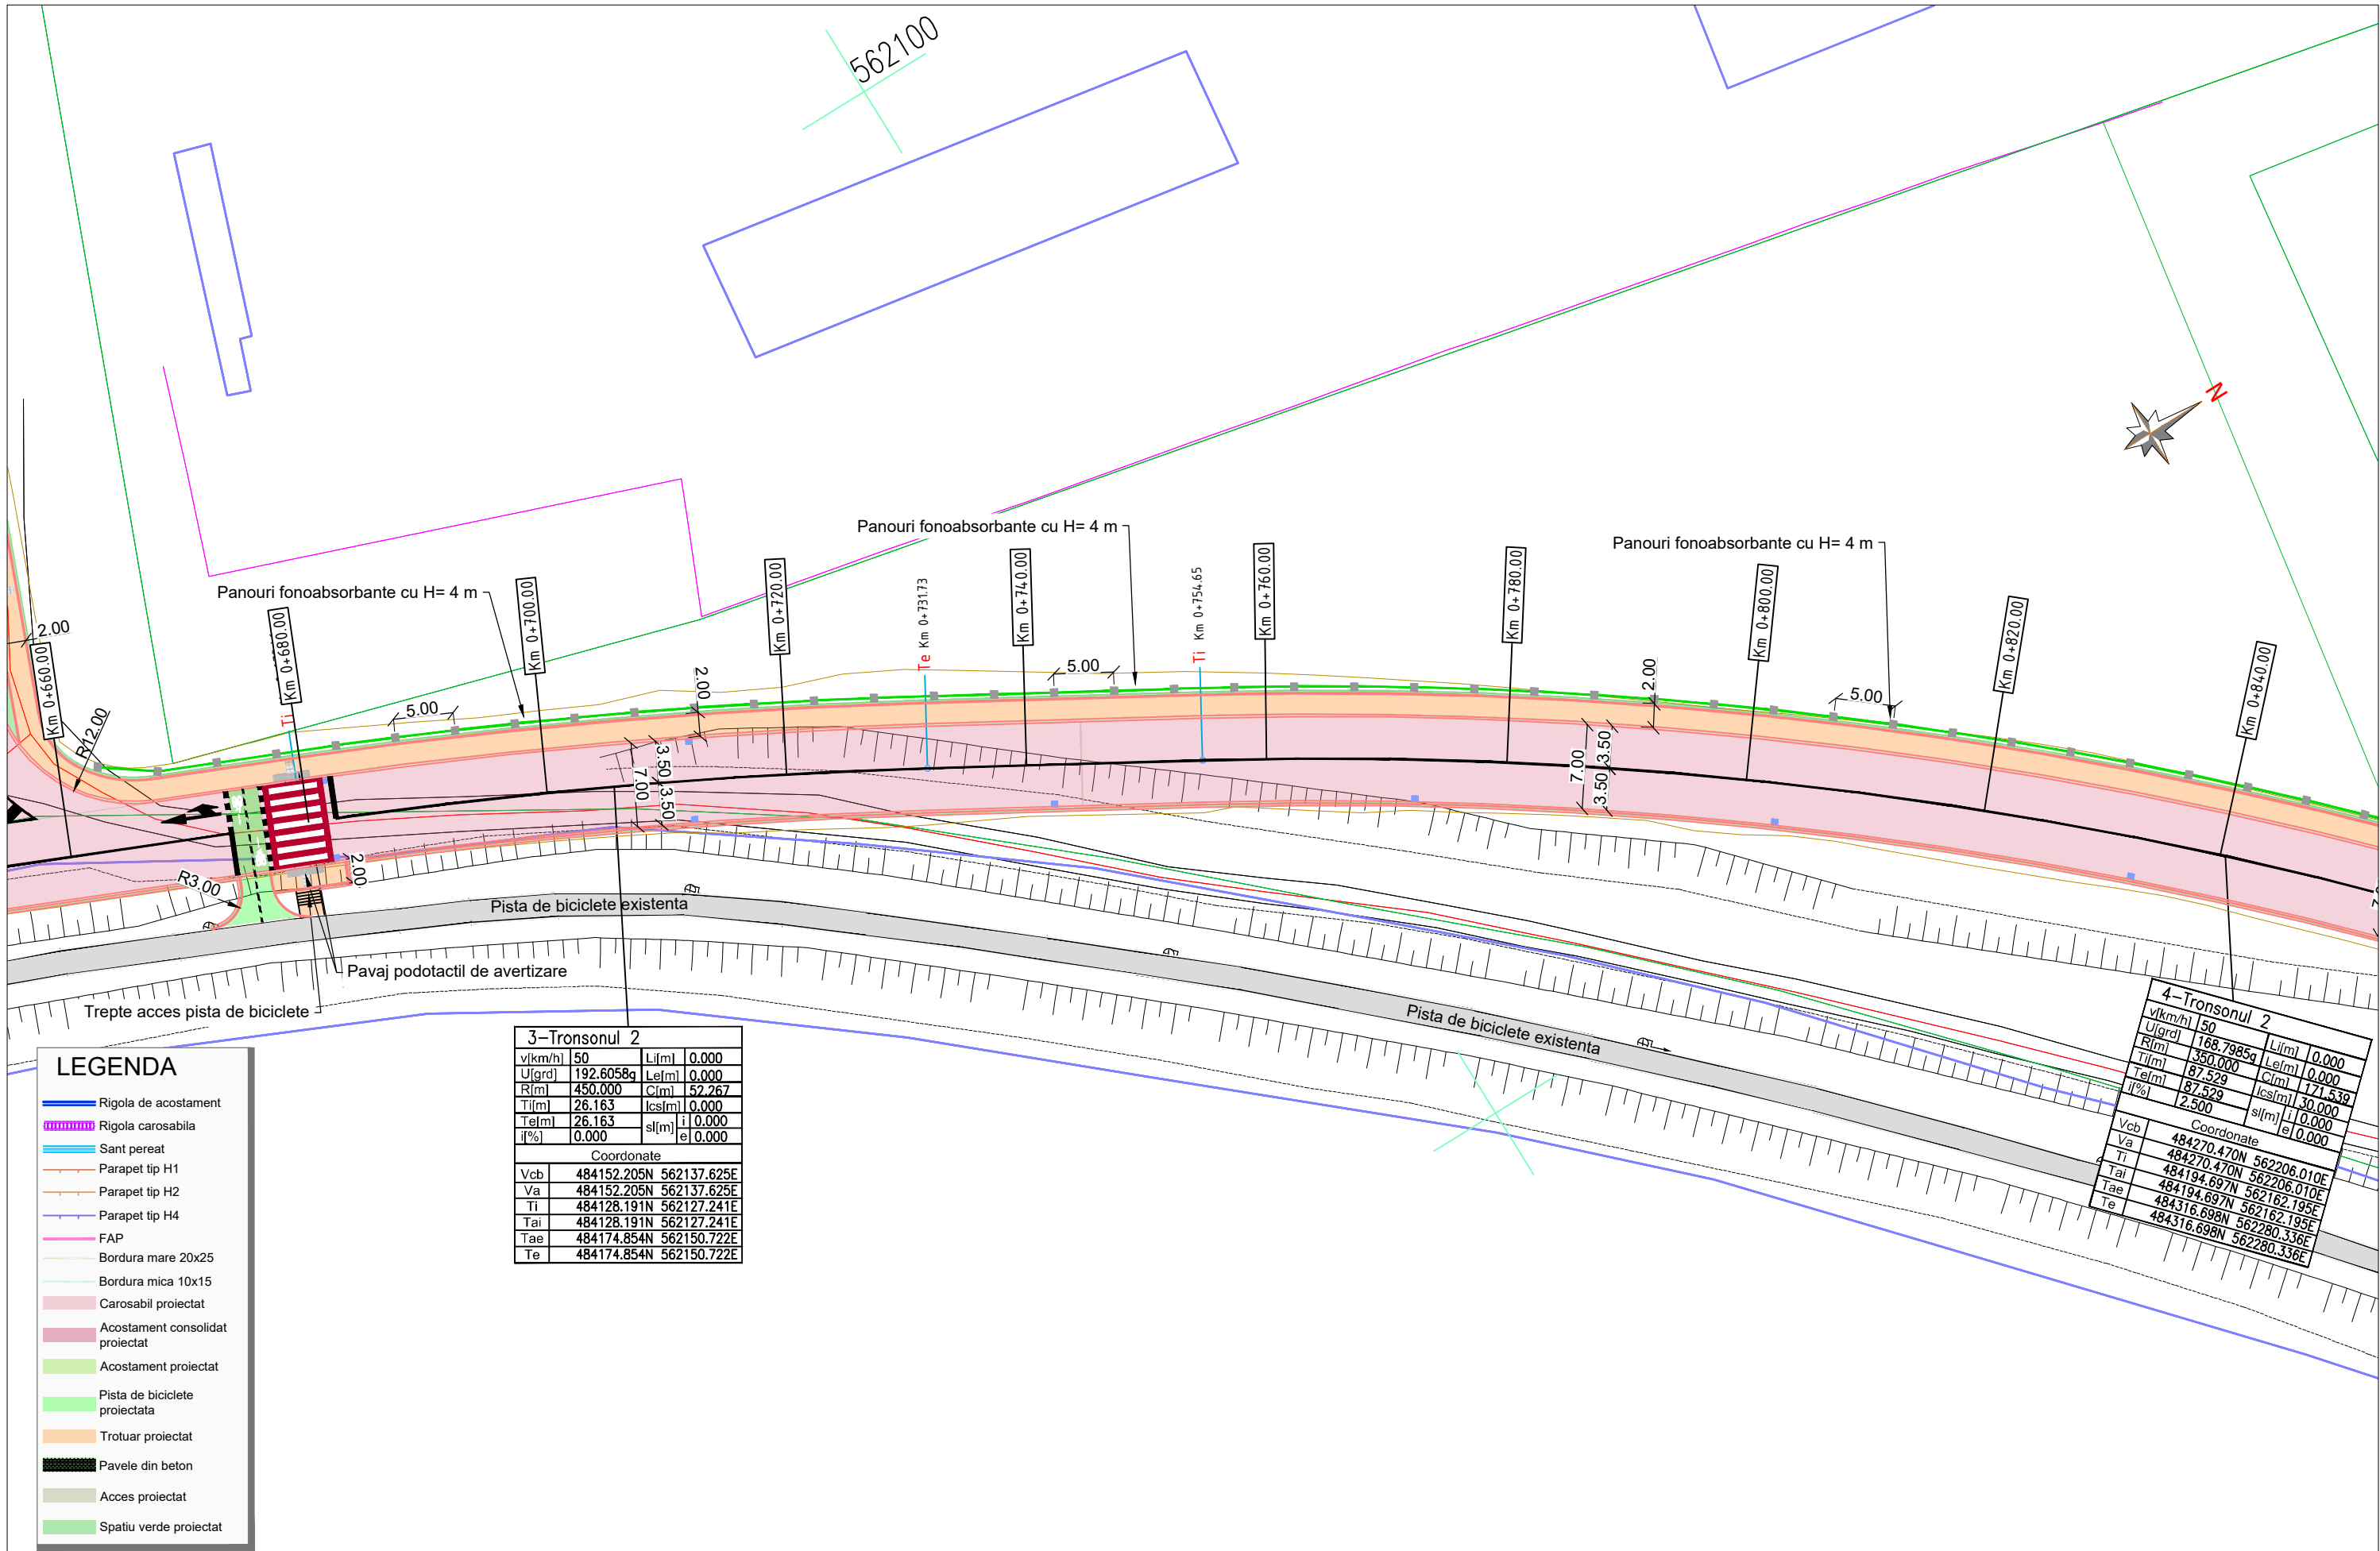 562100
N
Panouri fonoabsorbante cu H= 4 m
Panouri fonoabsorbante cu H= 4 m
Panouri fonoabsorbante cu H= 4 m
Km 0+660.00
Km 0+680.00
Km 0+700.00
Km 0+720.00
Te Km 0+731.73
Km 0+740.00
Ti Km 0+754.65
Km 0+760.00
Km 0+780.00
Km 0+800.00
Km 0+820.00
Km 0+840.00
Ti
2.00
R12.00
5.00
2.00
5.00
2.00
5.00
7.00
3.50
3.50
7.00
3.50
3.50
2.00
R3.00
Pista de biciclete existenta
Pista de biciclete existenta
Pavaj podotactil de avertizare
Trepte acces pista de biciclete
3-Tronsonul 2
v[km/h] 50 Li[m] 0.000
U[grd] 192.6058g Le[m] 0.000
R[m] 450.000 C[m] 52.267
Ti[m] 26.163 lcs[m] 0.000
Te[m] 26.163 sl[m] i 0.000
i[%] 0.000 e 0.000
Coordonate
Vcb 484152.205N 562137.625E
Va 484152.205N 562137.625E
Ti 484128.191N 562127.241E
Tai 484128.191N 562127.241E
Tae 484174.854N 562150.722E
Te 484174.854N 562150.722E
4-Tronsonul 2
v[km/h] 50 Li[m] 0.000
U[grd] 168.7985g Le[m] 0.000
R[m] 350.000 C[m] 171.539
Ti[m] 87.529 lcs[m] 30.000
Te[m] 87.529 sl[m] i 0.000
i[%] 2.500 e 0.000
Coordonate
Vcb 484270.470N 562206.010E
Va 484270.470N 562206.010E
Ti 484194.697N 562162.195E
Tai 484194.697N 562162.195E
Tae 484316.698N 562280.336E
Te 484316.698N 562280.336E
LEGENDA
Rigola de acostament
Rigola carosabila
Sant pereat
Parapet tip H1
Parapet tip H2
Parapet tip H4
FAP
Bordura mare 20x25
Bordura mica 10x15
Carosabil proiectat
Acostament consolidat
proiectat
Acostament proiectat
Pista de biciclete
proiectata
Trotuar proiectat
Pavele din beton
Acces proiectat
Spatiu verde proiectat